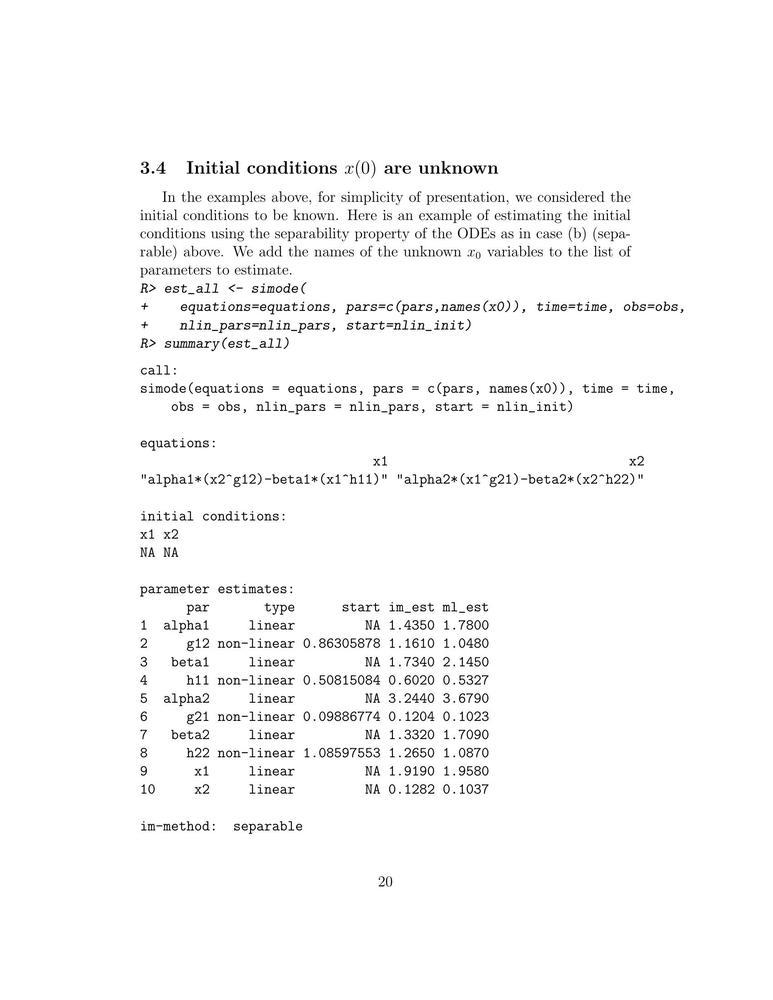 3.4 Initial conditions x(0) are unknown
In the examples above, for simplicity of presentation, we considered the
initial conditions to be known. Here is an example of estimating the initial
conditions using the separability property of the ODEs as in case (b) (sepa-
rable) above. We add the names of the unknown x0 variables to the list of
parameters to estimate.
R> est_all <- simode(
+    equations=equations, pars=c(pars,names(x0)), time=time, obs=obs,
+    nlin_pars=nlin_pars, start=nlin_init)
R> summary(est_all)
call:
simode(equations = equations, pars = c(pars, names(x0)), time = time,
    obs = obs, nlin_pars = nlin_pars, start = nlin_init)
equations:
                              x1                               x2
"alpha1*(x2^g12)-beta1*(x1^h11)" "alpha2*(x1^g21)-beta2*(x2^h22)"
initial conditions:
x1 x2
NA NA
parameter estimates:
      par       type      start im_est ml_est
1  alpha1     linear         NA 1.4350 1.7800
2     g12 non-linear 0.86305878 1.1610 1.0480
3   beta1     linear         NA 1.7340 2.1450
4     h11 non-linear 0.50815084 0.6020 0.5327
5  alpha2     linear         NA 3.2440 3.6790
6     g21 non-linear 0.09886774 0.1204 0.1023
7   beta2     linear         NA 1.3320 1.7090
8     h22 non-linear 1.08597553 1.2650 1.0870
9      x1     linear         NA 1.9190 1.9580
10     x2     linear         NA 0.1282 0.1037
im-method:  separable
20